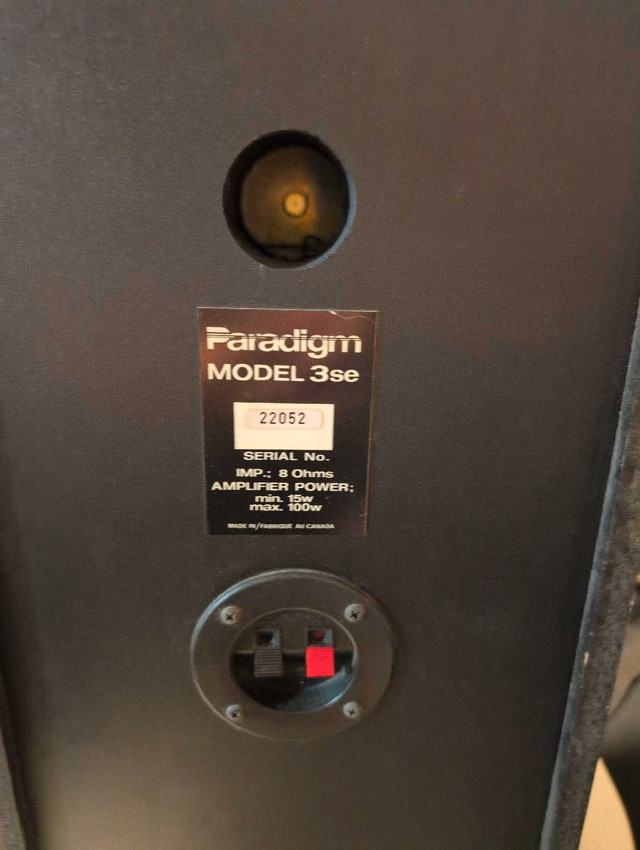 Paradigm
MODEL 3se
22052
SERIAL No.
IMP.; 8 Ohms
AMPLIFIER POWER;
min. 15w
max. 100w
MADE IN/FABRIQUÉ AU CANADA